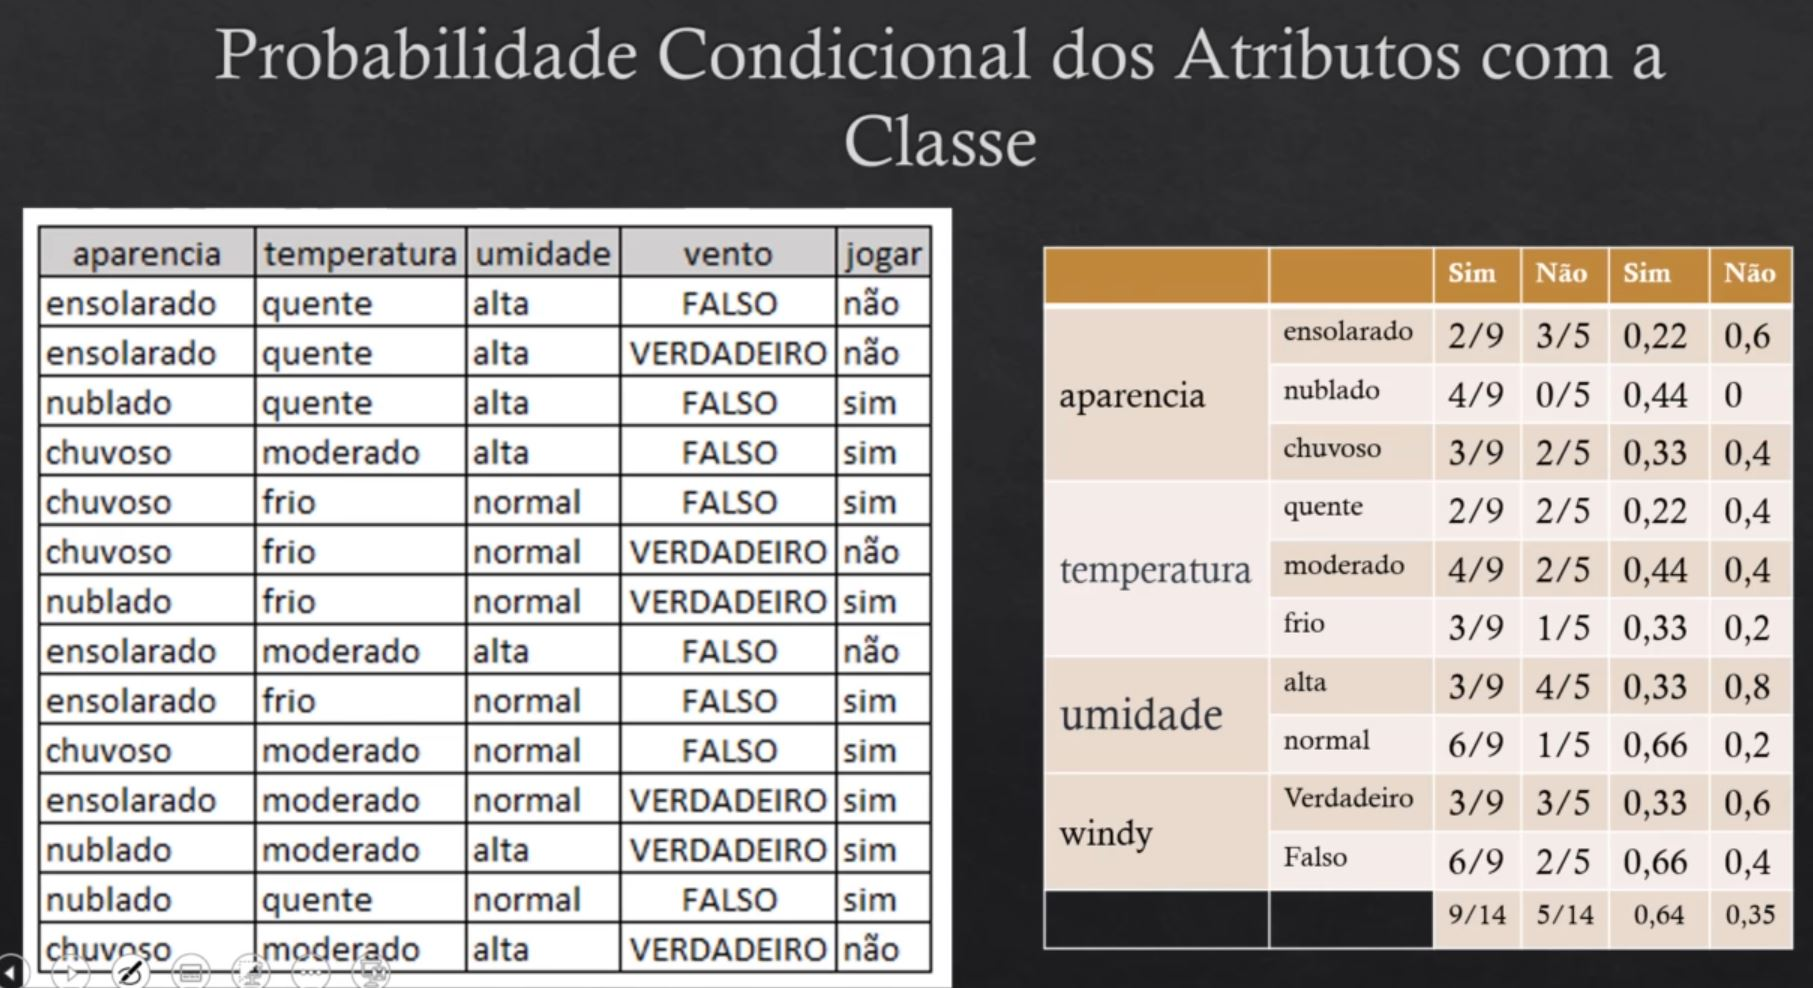 Probabilidade Condicional dos Atributos com a
Classe
aparencia temperatura umidade vento jogar
ensolarado quente alta FALSO não
ensolarado quente alta VERDADEIRO não
nublado quente alta FALSO sim
chuvoso moderado alta FALSO sim
chuvoso frio normal FALSO sim
chuvoso frio normal VERDADEIRO não
nublado frio normal VERDADEIRO sim
ensolarado moderado alta FALSO não
ensolarado frio normal FALSO sim
chuvoso moderado normal FALSO sim
ensolarado moderado normal VERDADEIRO sim
nublado moderado alta VERDADEIRO sim
nublado quente normal FALSO sim
chuvoso moderado alta VERDADEIRO não
Sim Não Sim Não
aparencia
ensolarado 2/9 3/5 0,22 0,6
nublado 4/9 0/5 0,44 0
chuvoso 3/9 2/5 0,33 0,4
temperatura
quente 2/9 2/5 0,22 0,4
moderado 4/9 2/5 0,44 0,4
frio 3/9 1/5 0,33 0,2
umidade
alta 3/9 4/5 0,33 0,8
normal 6/9 1/5 0,66 0,2
windy
Verdadeiro 3/9 3/5 0,33 0,6
Falso 6/9 2/5 0,66 0,4
9/14 5/14 0,64 0,35